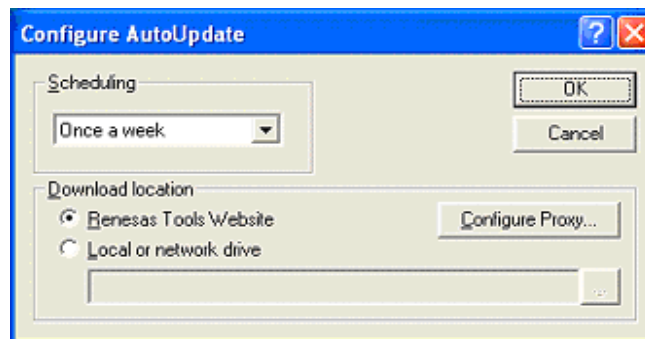 Configure AutoUpdate
Scheduling
Once a week
OK
Cancel
Download location
Renesas Tools Website
Configure Proxy...
Local or network drive
...